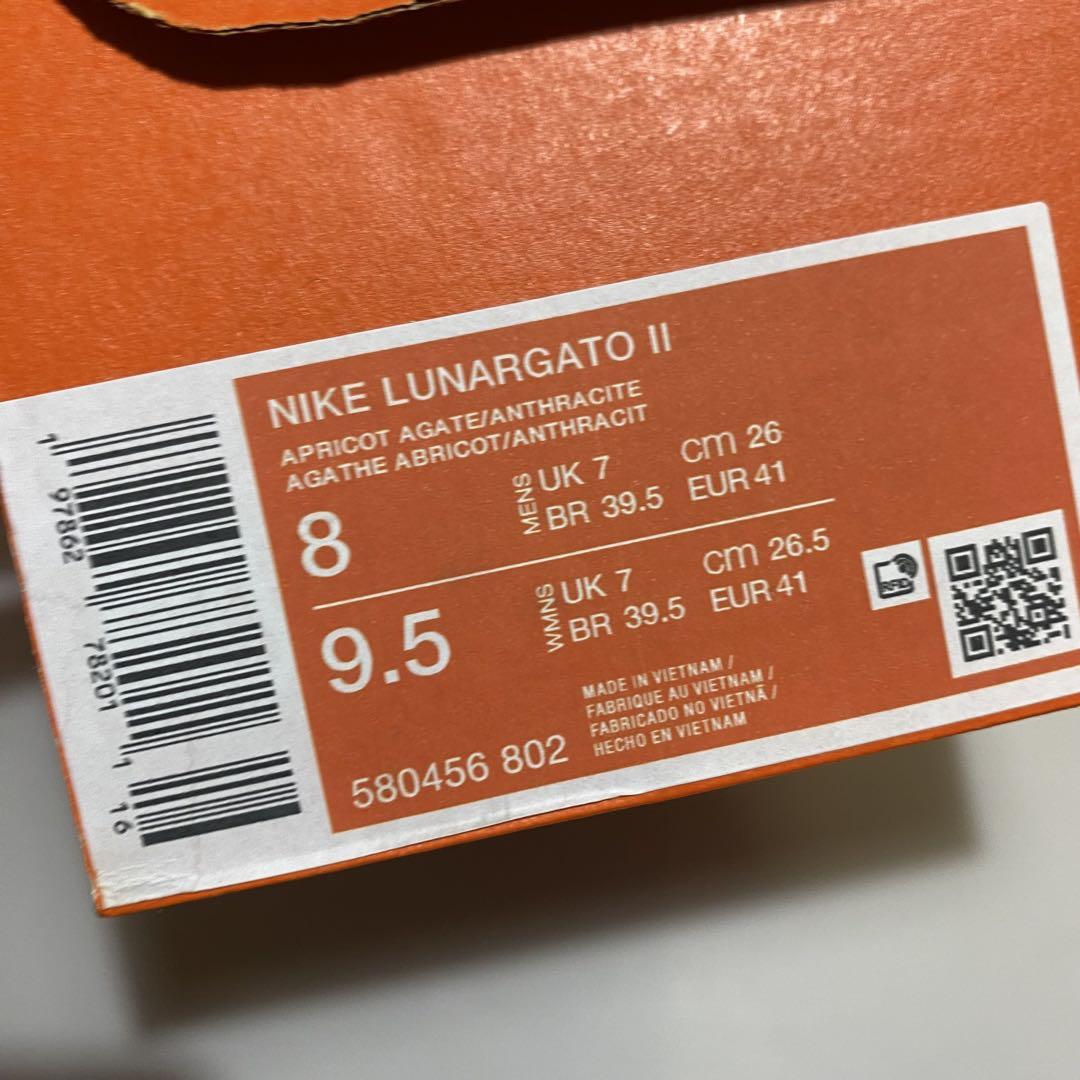 NIKE LUNARGATO II
APRICOT AGATE/ANTHRACITE
AGATHE ABRICOT/ANTHRACIT
8 MENS UK 7 cm 26
BR 39.5 EUR 41
9.5 WMNS UK 7 cm 26.5
BR 39.5 EUR 41
MADE IN VIETNAM /
FABRIQUE AU VIETNAM /
FABRICADO NO VIETNÃ /
HECHO EN VIETNAM
580456 802
RFID
1 97862 78201 1 16